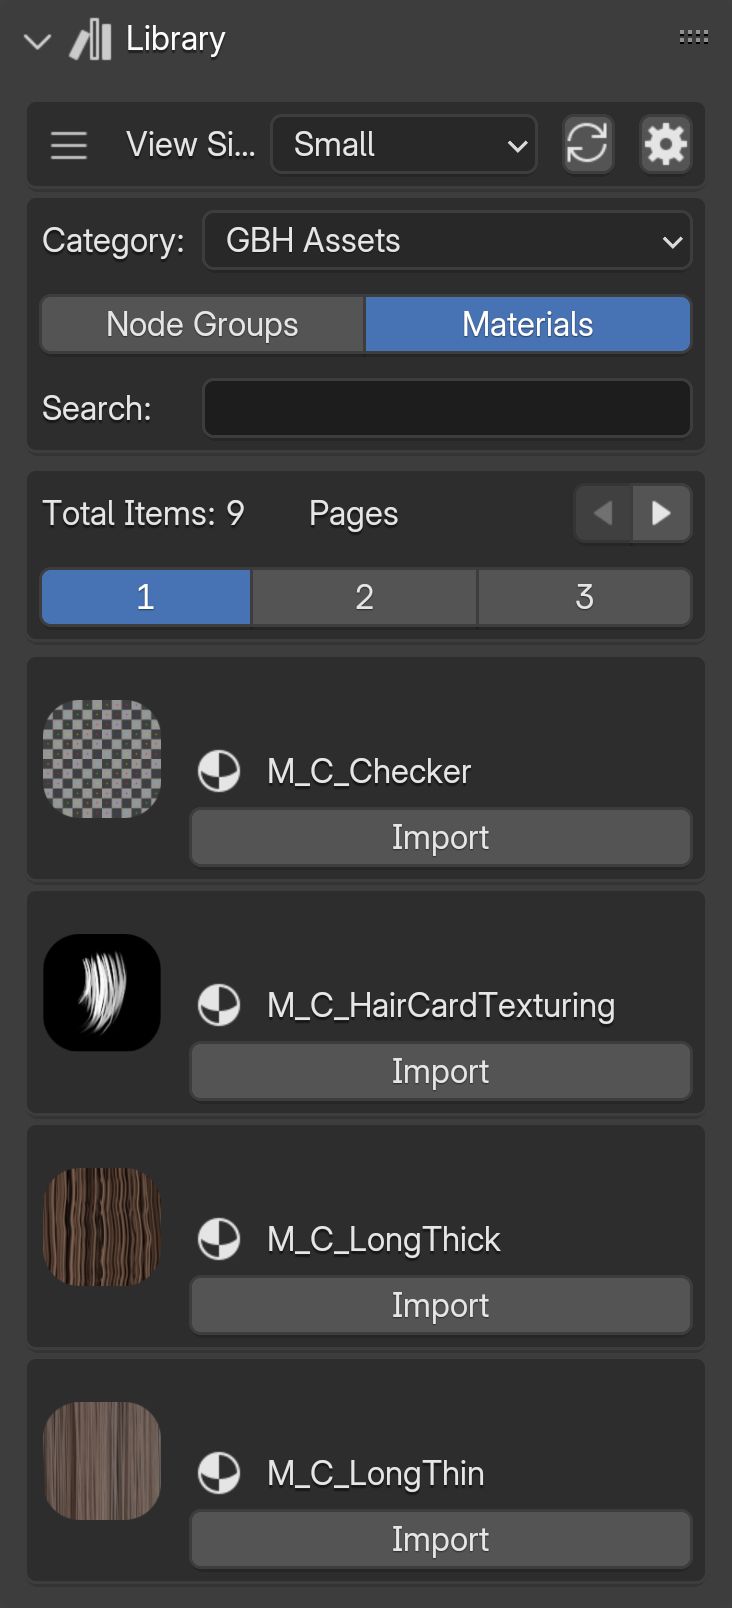 Library
View Si... Small
Category: GBH Assets
Node Groups Materials
Search:
Total Items: 9 Pages
1 2 3
M_C_Checker
Import
M_C_HairCardTexturing
Import
M_C_LongThick
Import
M_C_LongThin
Import